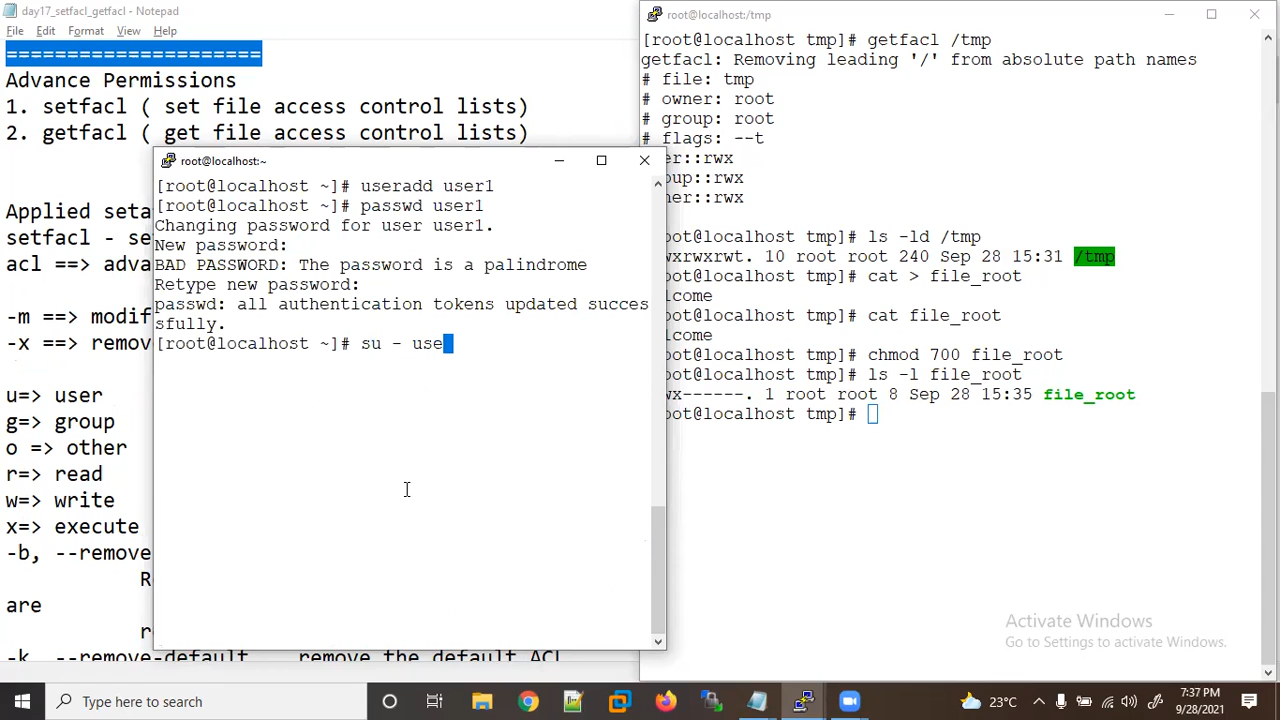 day17_setfacl_getfacl - Notepad
File Edit Format View Help
=====================
Advance Permissions
1. setfacl ( set file access control lists)
2. getfacl ( get file access control lists)
Applied seta
setfacl - se
acl ==> adva
-m ==> modif
-x ==> remov
u=> user
g=> group
o => other
r=> read
w=> write
x=> execute
-b, --remove
R
are
r
-k, --remove-default remove the default ACL
root@localhost:~
[root@localhost ~]# useradd user1
[root@localhost ~]# passwd user1
Changing password for user user1.
New password:
BAD PASSWORD: The password is a palindrome
Retype new password:
passwd: all authentication tokens updated succes
sfully.
[root@localhost ~]# su - use
root@localhost:/tmp
[root@localhost tmp]# getfacl /tmp
getfacl: Removing leading '/' from absolute path names
# file: tmp
# owner: root
# group: root
# flags: --t
er::rwx
oup::rwx
her::rwx
oot@localhost tmp]# ls -ld /tmp
wxrwxrwt. 10 root root 240 Sep 28 15:31 /tmp
oot@localhost tmp]# cat > file_root
lcome
oot@localhost tmp]# cat file_root
lcome
oot@localhost tmp]# chmod 700 file_root
oot@localhost tmp]# ls -l file_root
wx------. 1 root root 8 Sep 28 15:35 file_root
oot@localhost tmp]#
Activate Windows
Go to Settings to activate Windows.
Type here to search
23°C
7:37 PM
9/28/2021